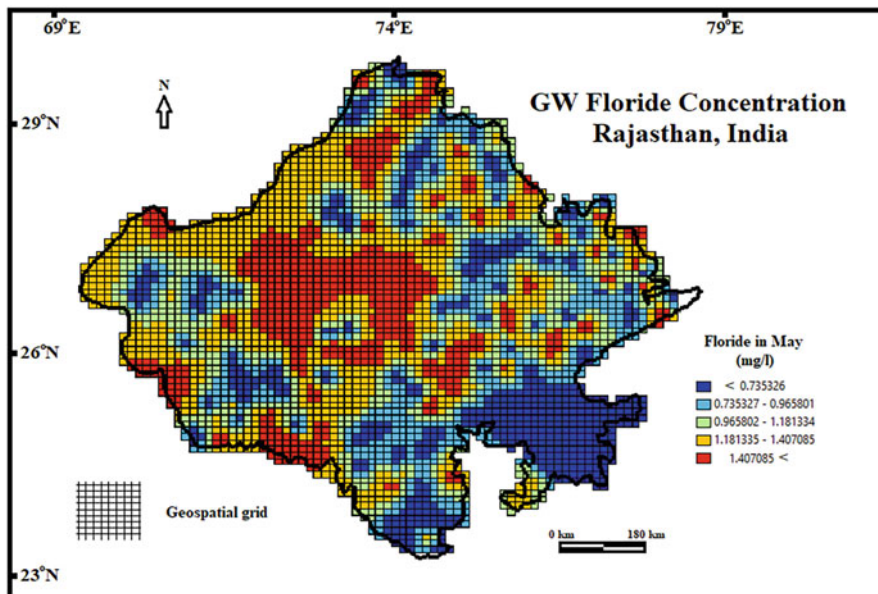 69°E 74°E 79°E
N
GW Floride Concentration
Rajasthan, India
29°N
26°N
Floride in May
(mg/l)
< 0.735326
0.735327 - 0.965801
0.965802 - 1.181334
1.181335 - 1.407085
1.407085 <
Geospatial grid
0 km 180 km
23°N